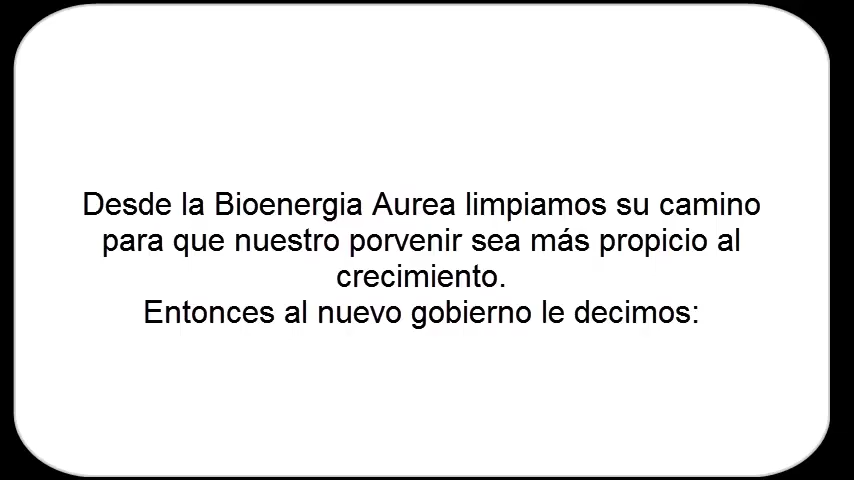 Desde la Bioenergia Aurea limpiamos su camino
para que nuestro porvenir sea más propicio al
crecimiento.
Entonces al nuevo gobierno le decimos: